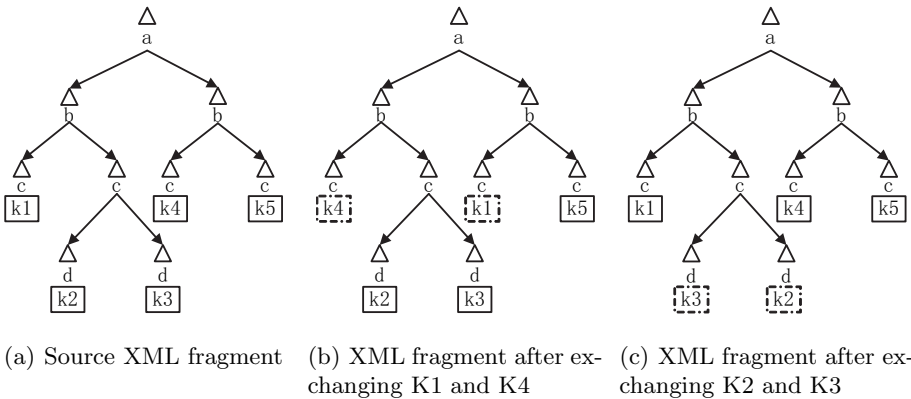 a a a
b b b b b b
c c c c c c c c c c c c
k1 k4 k5 k4 k1 k5 k1 k4 k5
d d d d d d
k2 k3 k2 k3 k3 k2
(a) Source XML fragment (b) XML fragment after ex- (c) XML fragment after ex-
changing K1 and K4 changing K2 and K3